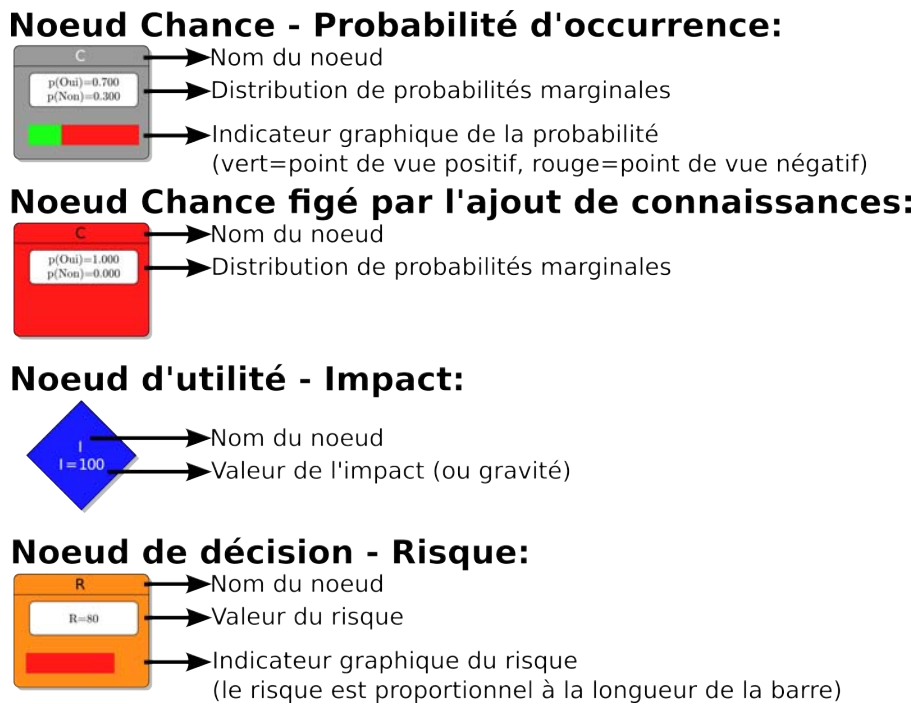 Noeud Chance - Probabilité d'occurrence:
C
Nom du noeud
p(Oui)=0.700
p(Non)=0.300
Distribution de probabilités marginales
Indicateur graphique de la probabilité
(vert=point de vue positif, rouge=point de vue négatif)
Noeud Chance figé par l'ajout de connaissances:
C
Nom du noeud
p(Oui)=1.000
p(Non)=0.000
Distribution de probabilités marginales
Noeud d'utilité - Impact:
I
Nom du noeud
I=100
Valeur de l'impact (ou gravité)
Noeud de décision - Risque:
R
Nom du noeud
R=80
Valeur du risque
Indicateur graphique du risque
(le risque est proportionnel à la longueur de la barre)